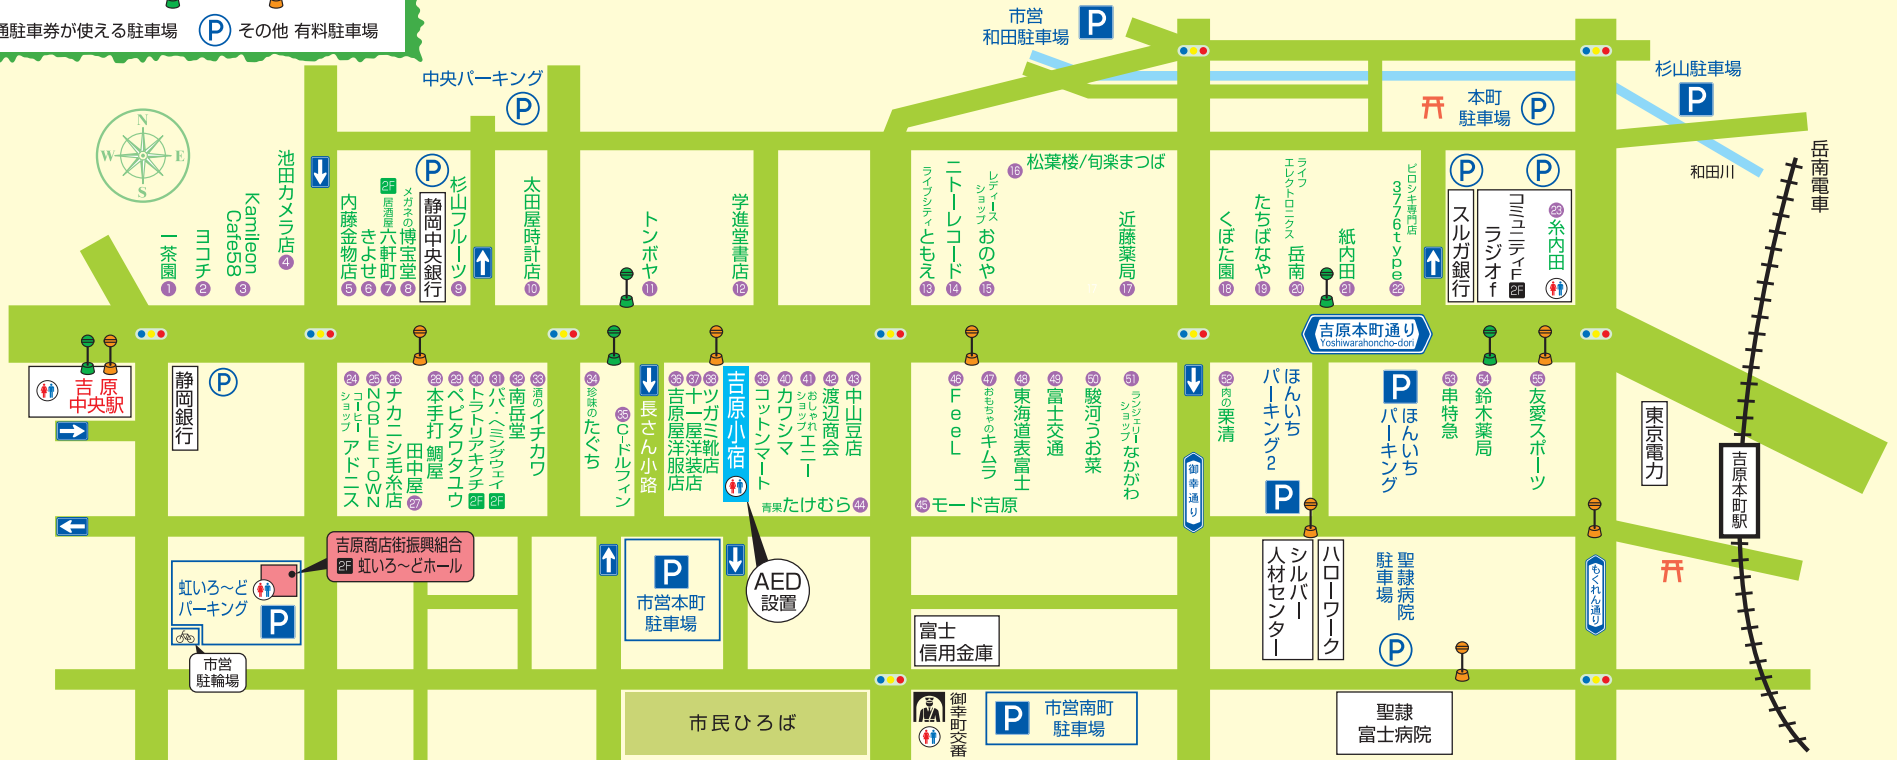 通駐車券が使える駐車場
P その他 有料駐車場
N
W
E
S
中央パーキング
P
市営
和田駐車場
P
本町
駐車場
P
杉山駐車場
P
和田川
岳南電車
一茶園 1
ヨコチ 2
Kamileon
Cafe58 3
池田カメラ店 4
内藤金物店 5
きよせ 6
2F 居酒屋 六軒町 7
メガネの博宝堂 8
P
静岡中央銀行
杉山フルーツ 9
太田屋時計店 10
トンボヤ 11
学進堂書店 12
ライブシティ ともえ 13
ニトーレコード 14
レディース
ショップ おのや 15
16 松葉楼/旬楽まつば
近藤薬局 17
くぼた園 18
たちばなや 19
ライフ
エレクトロニクス 岳南 20
紙内田 21
ピロシキ専門店
3776type 22
P
スルガ銀行
P
コミュニティF 2F
ラジオf
23 糸内田
吉原本町通り
Yoshiwarahoncho-dori
吉原
中央駅
静岡銀行
P
24 コーヒー
ショップ アドニス
25 NOBLE TOWN
26 ナカニシ毛糸店
田中屋 27
28 本手打 鯛屋
29 ペピタワタユウ
30 トラトリアキクチ 2F
31 パパ・ヘミングウェイ 2F
32 南岳堂
33 酒のイチカワ
34 珍味のたぐち
35 C-ドルフィン
長さん小路
36 吉原屋洋服店
37 十一屋洋装店
38 ツガミ靴店
吉原小宿
39 コットンマート
40 カワシマ
41 おしゃれ
ショップ エニー
42 渡辺商会
43 中山豆店
青果たけむら 44
45 モード吉原
46 FeeL
47 おもちゃのキムラ
48 東海道表富士
49 富士交通
50 駿河うお菜
51 ランジェリー
ショップ なかがわ
御幸通り
52 肉の栗清
ほんいち
パーキング2
P
P
ほんいち
パーキング
53 串特急
54 鈴木薬局
55 友愛スポーツ
東京電力
吉原本町駅
もくれん通り
吉原商店街振興組合
2F 虹いろ~どホール
虹いろ~ど
パーキング
P
市営
駐輪場
P
市営本町
駐車場
AED
設置
富士
信用金庫
シルバー
人材センター
ハローワーク
聖隷病院
駐車場
P
市民ひろば
御幸町交番
P
市営南町
駐車場
聖隷
富士病院